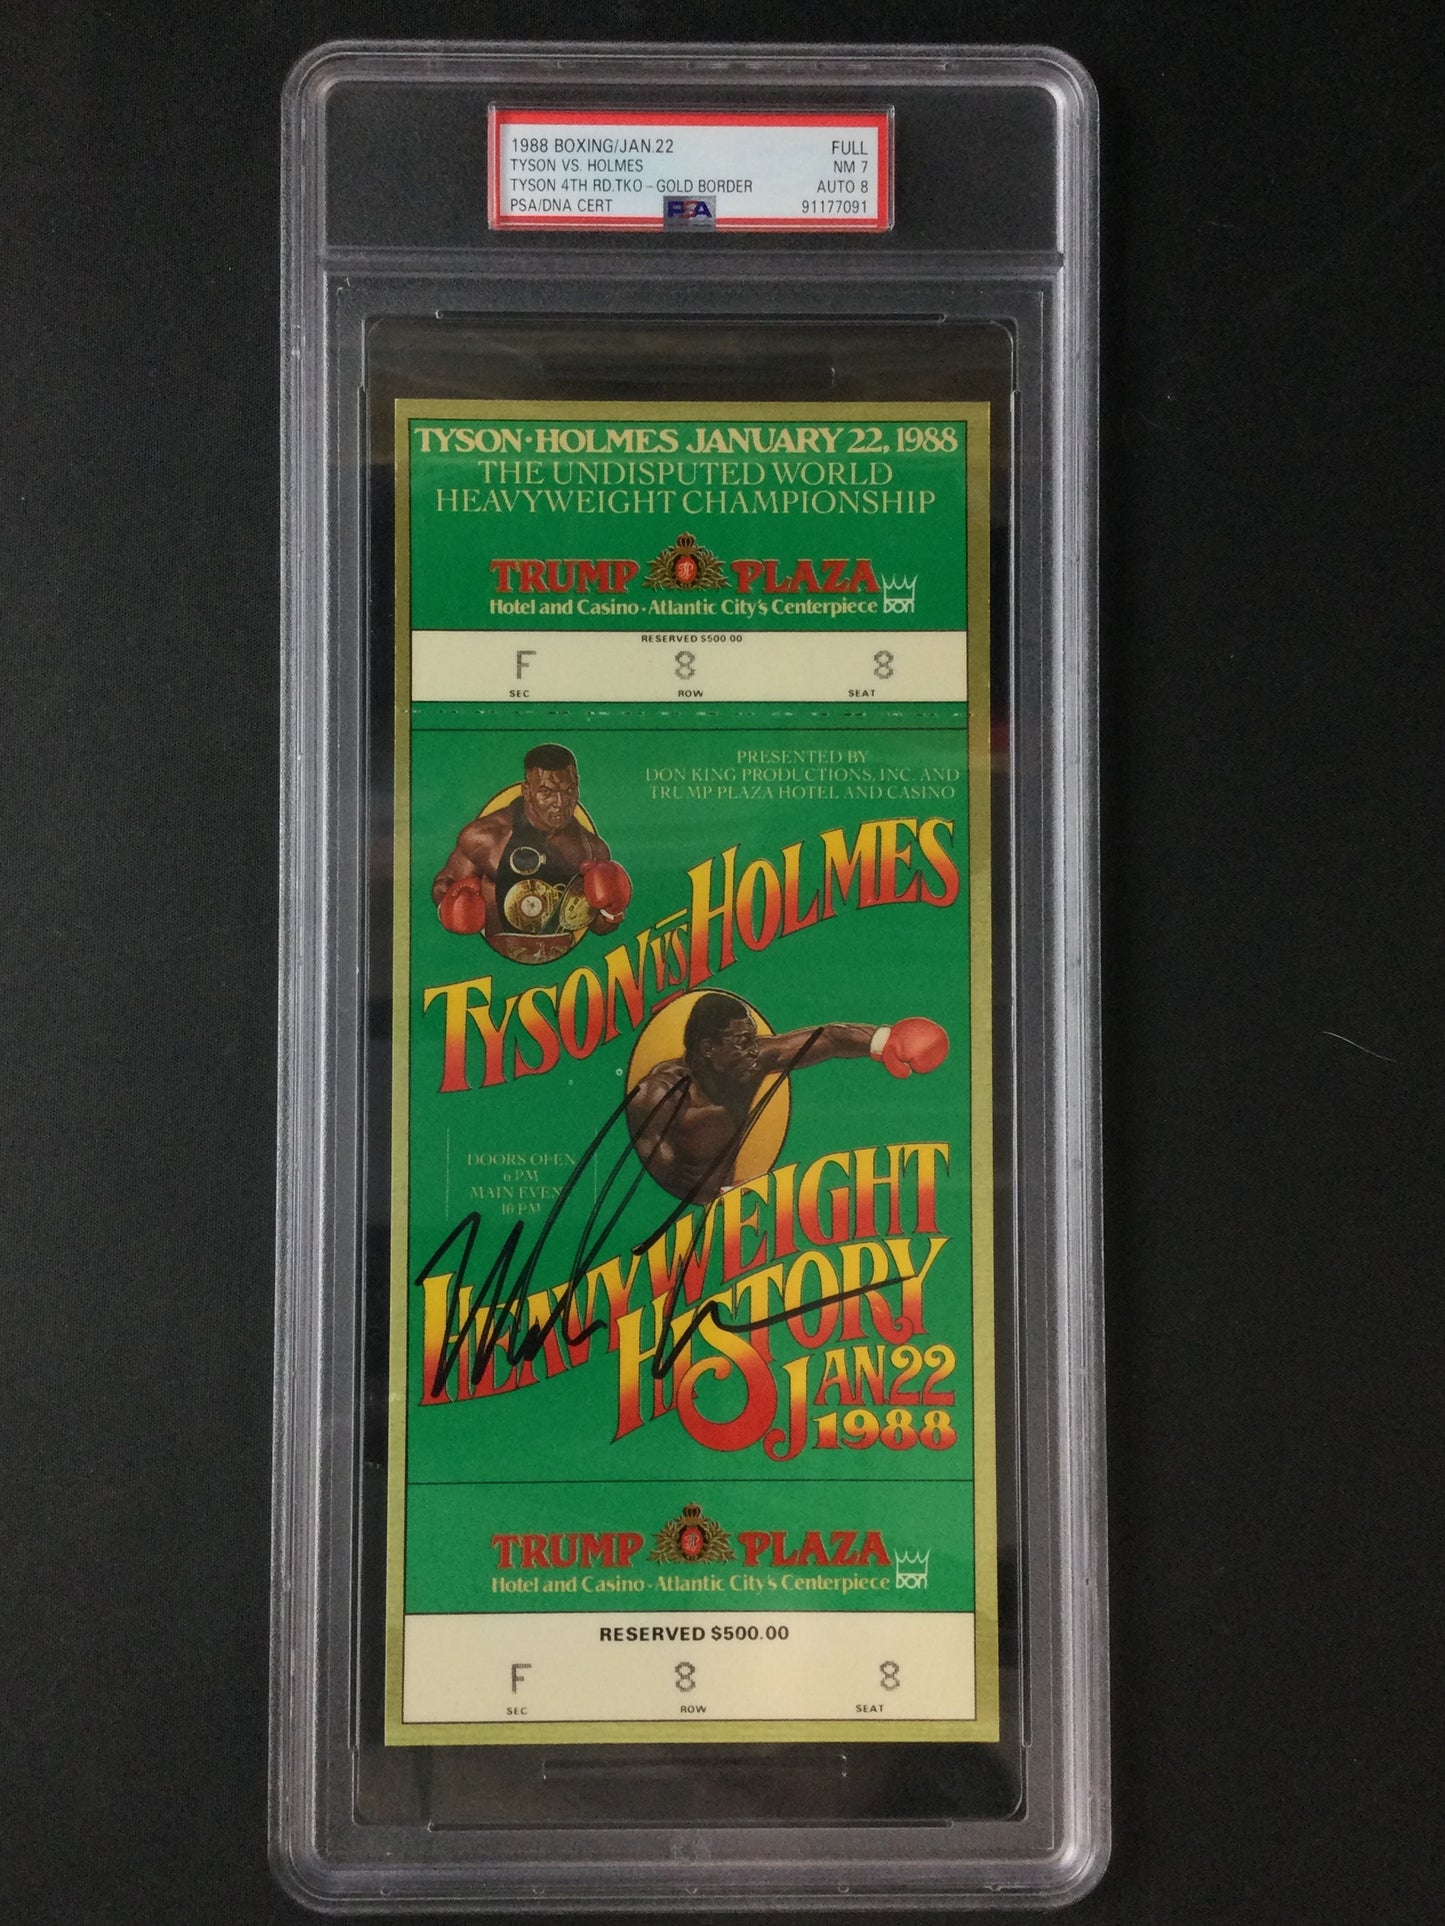 1988 BOXING/JAN.22 FULL
TYSON VS. HOLMES NM 7
TYSON 4TH RD.TKO - GOLD BORDER AUTO 8
PSA/DNA CERT PSA 91177091
TYSON·HOLMES JANUARY 22, 1988
THE UNDISPUTED WORLD
HEAVYWEIGHT CHAMPIONSHIP
TRUMP TP PLAZA
Hotel and Casino · Atlantic City's Centerpiece DON
RESERVED $500 00
F 8 8
SEC ROW SEAT
PRESENTED BY
DON KING PRODUCTIONS, INC. AND
TRUMP PLAZA HOTEL AND CASINO
TYSON VS HOLMES
DOORS OPEN
6 PM
MAIN EVENT
10 PM
HEAVYWEIGHT
HISTORY
JAN 22
1988
TRUMP TP PLAZA
Hotel and Casino · Atlantic City's Centerpiece DON
RESERVED $500.00
F 8 8
SEC ROW SEAT